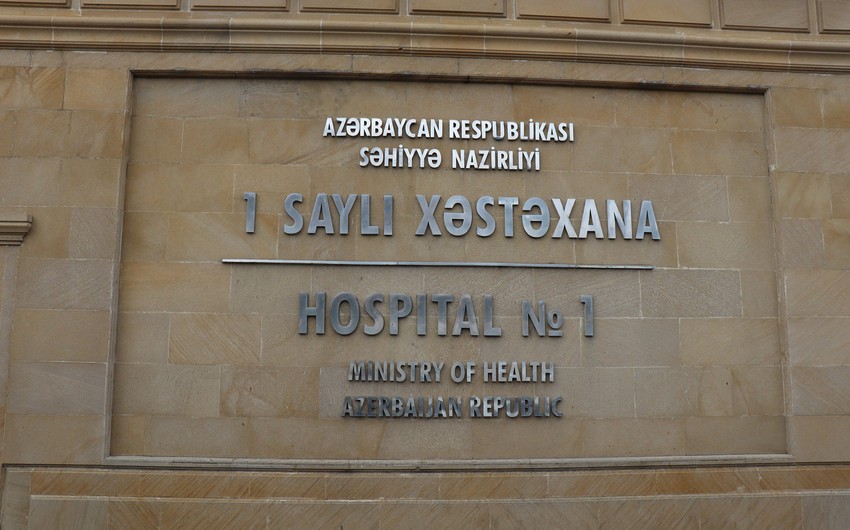 AZƏRBAYCAN RESPUBLİKASI
SƏHİYYƏ NAZİRLİYİ
1 SAYLI XƏSTƏXANA
HOSPITAL № 1
MINISTRY OF HEALTH
AZERBAIJAN REPUBLIC